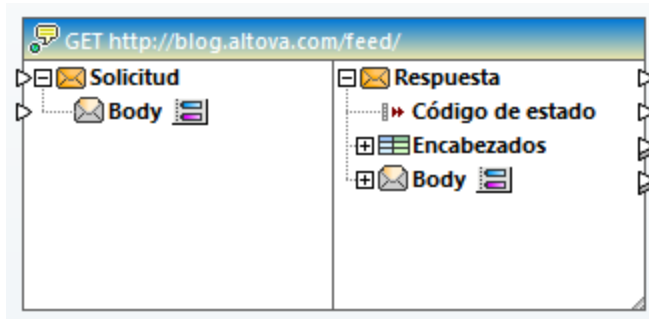 GET http://blog.altova.com/feed/
Solicitud
Body
Respuesta
Código de estado
Encabezados
Body